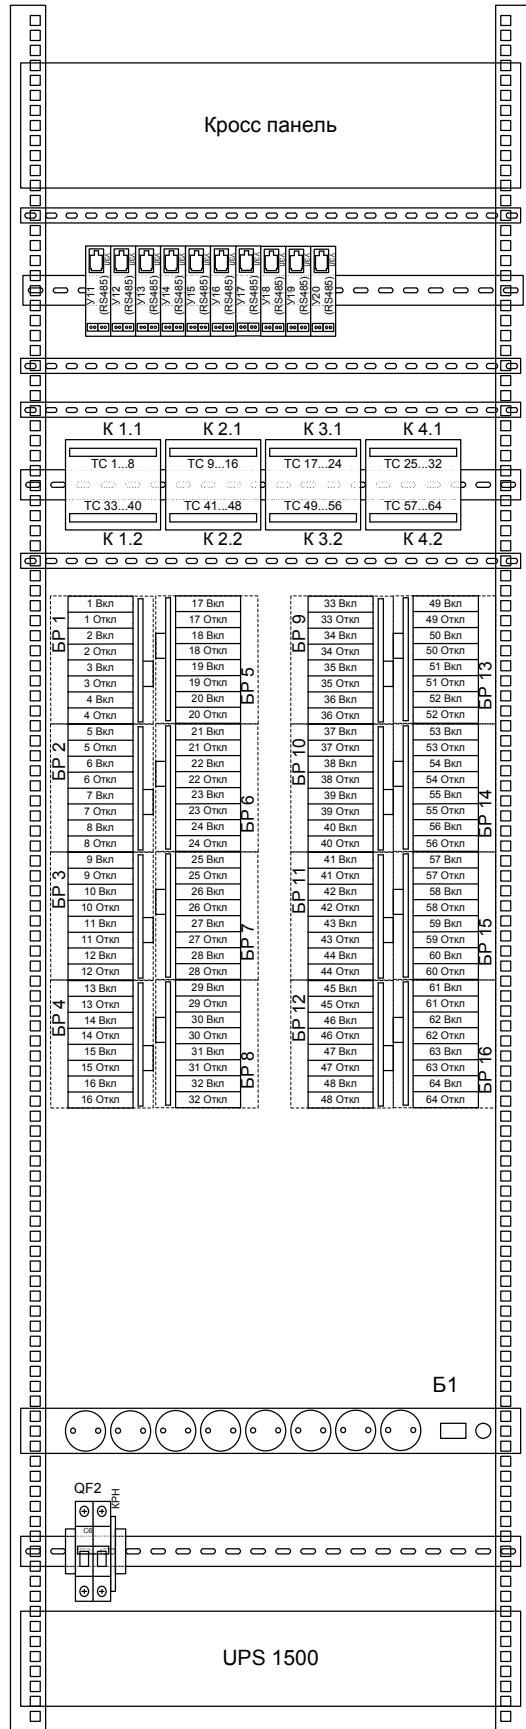 Кросс панель
У11 (RS485)
У12 (RS485)
У13 (RS485)
У14 (RS485)
У15 (RS485)
У16 (RS485)
У17 (RS485)
У18 (RS485)
У19 (RS485)
У20 (RS485)
К 1.1 К 2.1 К 3.1 К 4.1
ТС 1...8 ТС 9...16 ТС 17...24 ТС 25...32
ТС 33...40 ТС 41...48 ТС 49...56 ТС 57...64
К 1.2 К 2.2 К 3.2 К 4.2
БР 1
1 Вкл
1 Откл
2 Вкл
2 Откл
3 Вкл
3 Откл
4 Вкл
4 Откл
БР 2
5 Вкл
5 Откл
6 Вкл
6 Откл
7 Вкл
7 Откл
8 Вкл
8 Откл
БР 3
9 Вкл
9 Откл
10 Вкл
10 Откл
11 Вкл
11 Откл
12 Вкл
12 Откл
БР 4
13 Вкл
13 Откл
14 Вкл
14 Откл
15 Вкл
15 Откл
16 Вкл
16 Откл
17 Вкл
17 Откл
18 Вкл
18 Откл
19 Вкл
19 Откл
20 Вкл
20 Откл
БР 5
21 Вкл
21 Откл
22 Вкл
22 Откл
23 Вкл
23 Откл
24 Вкл
24 Откл
БР 6
25 Вкл
25 Откл
26 Вкл
26 Откл
27 Вкл
27 Откл
28 Вкл
28 Откл
БР 7
29 Вкл
29 Откл
30 Вкл
30 Откл
31 Вкл
31 Откл
32 Вкл
32 Откл
БР 8
БР 9
33 Вкл
33 Откл
34 Вкл
34 Откл
35 Вкл
35 Откл
36 Вкл
36 Откл
БР 10
37 Вкл
37 Откл
38 Вкл
38 Откл
39 Вкл
39 Откл
40 Вкл
40 Откл
БР 11
41 Вкл
41 Откл
42 Вкл
42 Откл
43 Вкл
43 Откл
44 Вкл
44 Откл
БР 12
45 Вкл
45 Откл
46 Вкл
46 Откл
47 Вкл
47 Откл
48 Вкл
48 Откл
49 Вкл
49 Откл
50 Вкл
50 Откл
51 Вкл
51 Откл
52 Вкл
52 Откл
БР 13
53 Вкл
53 Откл
54 Вкл
54 Откл
55 Вкл
55 Откл
56 Вкл
56 Откл
БР 14
57 Вкл
57 Откл
58 Вкл
58 Откл
59 Вкл
59 Откл
60 Вкл
60 Откл
БР 15
61 Вкл
61 Откл
62 Вкл
62 Откл
63 Вкл
63 Откл
64 Вкл
64 Откл
БР 16
Б1
QF2
КРН
C6
UPS 1500